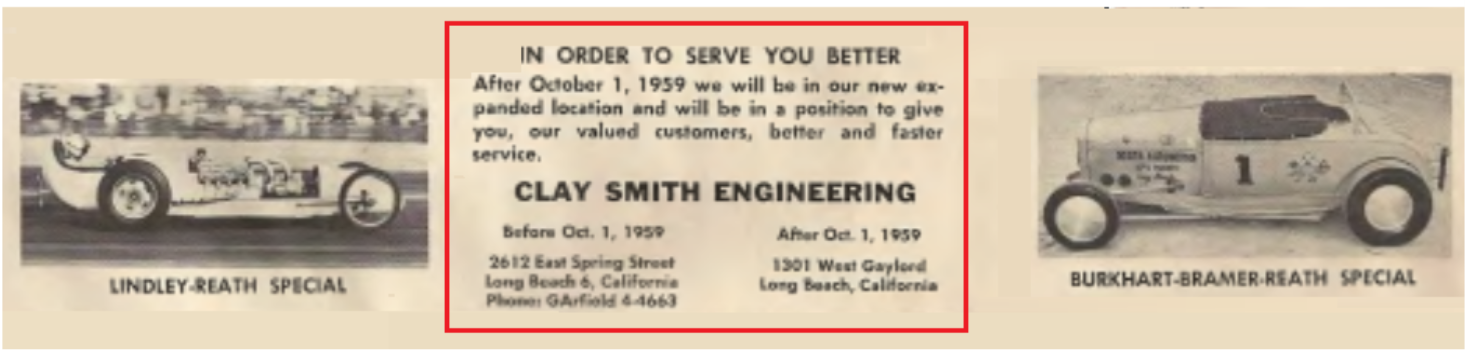 IN ORDER TO SERVE YOU BETTER
After October 1, 1959 we will be in our new ex-
panded location and will be in a position to give
you, our valued customers, better and faster
service.
CLAY SMITH ENGINEERING
Before Oct. 1, 1959
2612 East Spring Street
Long Beach 6, California
Phone: GArfield 4-4663
After Oct. 1, 1959
1301 West Gaylord
Long Beach, California
LINDLEY-REATH SPECIAL
1
BURKHART-BRAMER-REATH SPECIAL